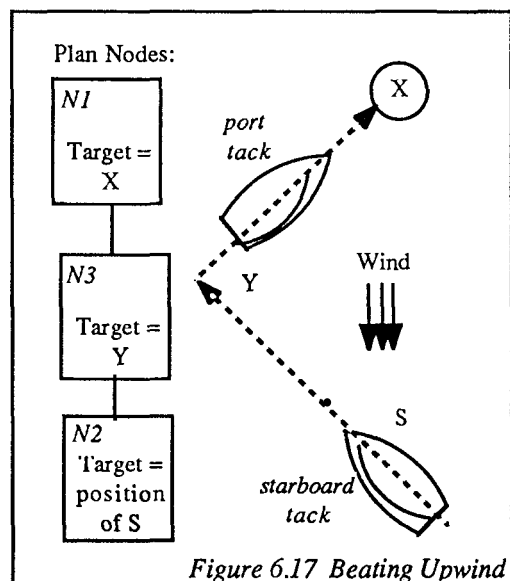 Plan Nodes:
N1
Target =
X
N3
Target =
Y
N2
Target =
position
of S
X
port
tack
Y
Wind
S
starboard
tack
Figure 6.17 Beating Upwind